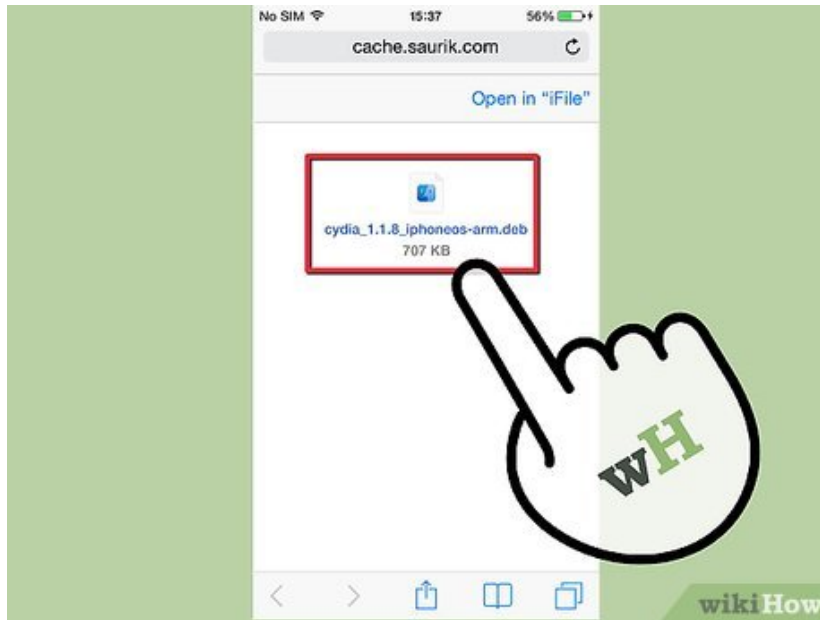 No SIM 15:37 56%
cache.saurik.com
Open in "iFile"
cydia_1.1.8_iphoneos-arm.deb
707 KB
wH
wikiHow